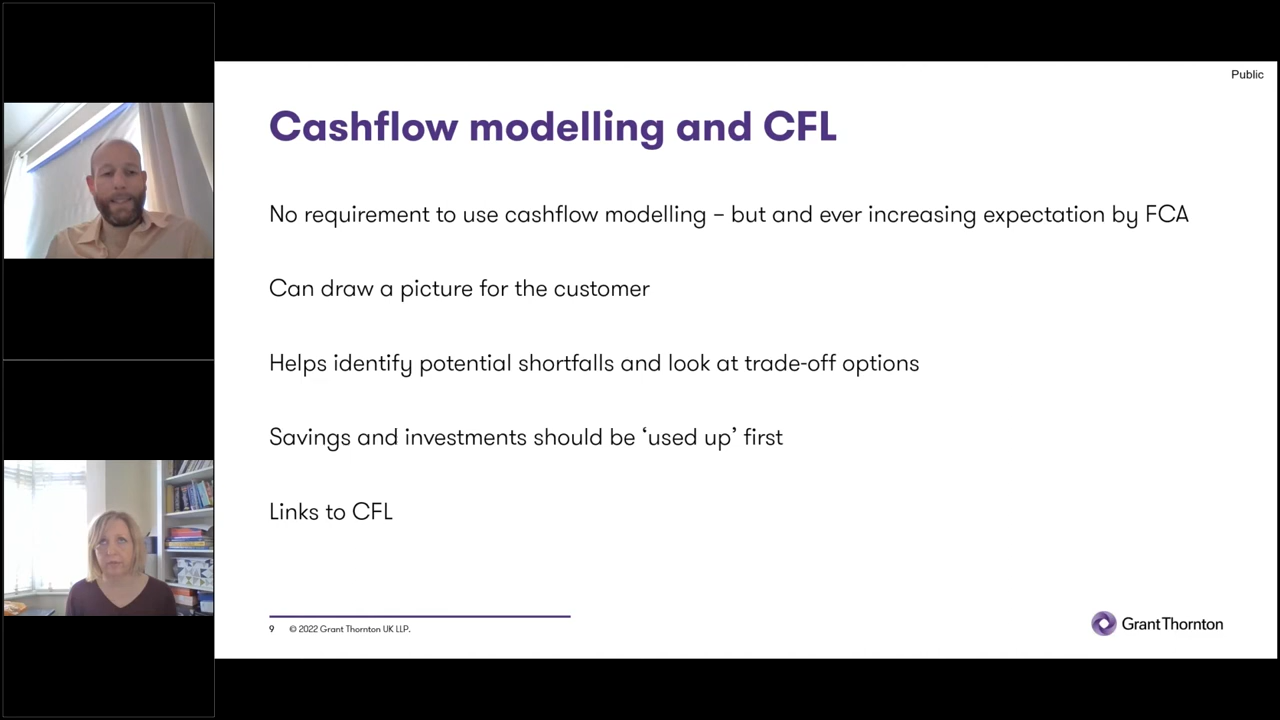 Public
Cashflow modelling and CFL
No requirement to use cashflow modelling – but and ever increasing expectation by FCA
Can draw a picture for the customer
Helps identify potential shortfalls and look at trade-off options
Savings and investments should be ‘used up’ first
Links to CFL
9 © 2022 Grant Thornton UK LLP.
Grant Thornton